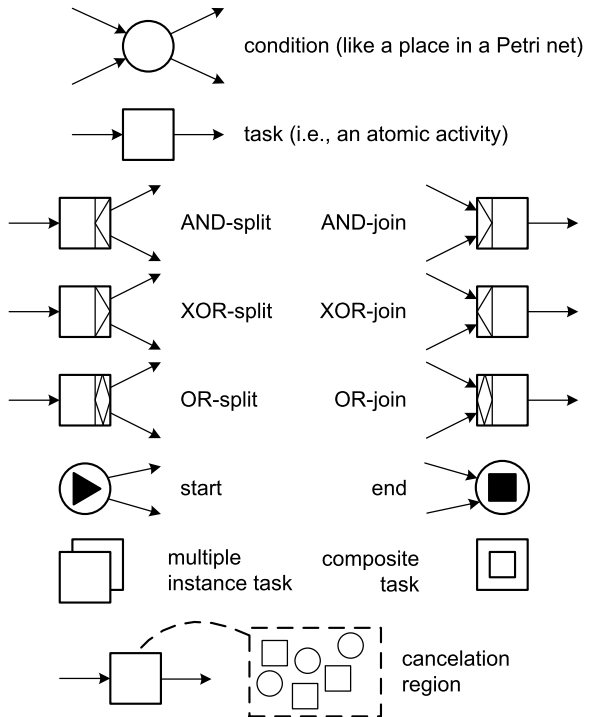 condition (like a place in a Petri net)
task (i.e., an atomic activity)
AND-split
AND-join
XOR-split
XOR-join
OR-split
OR-join
start
end
multiple
instance task
composite
task
cancelation
region